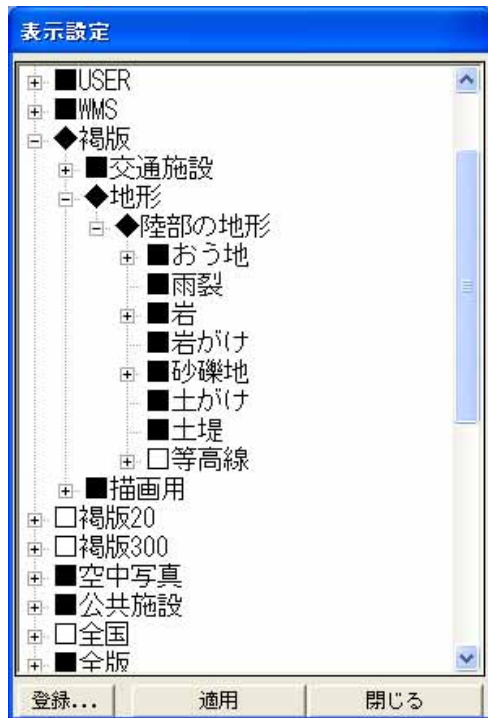 表示設定
■USER
■WMS
◆褐版
■交通施設
◆地形
◆陸部の地形
■おう地
■雨裂
■岩
■岩がけ
■砂礫地
■土がけ
■土堤
□等高線
■描画用
□褐版20
□褐版300
■空中写真
■公共施設
□全国
■全版
登録... 適用 閉じる